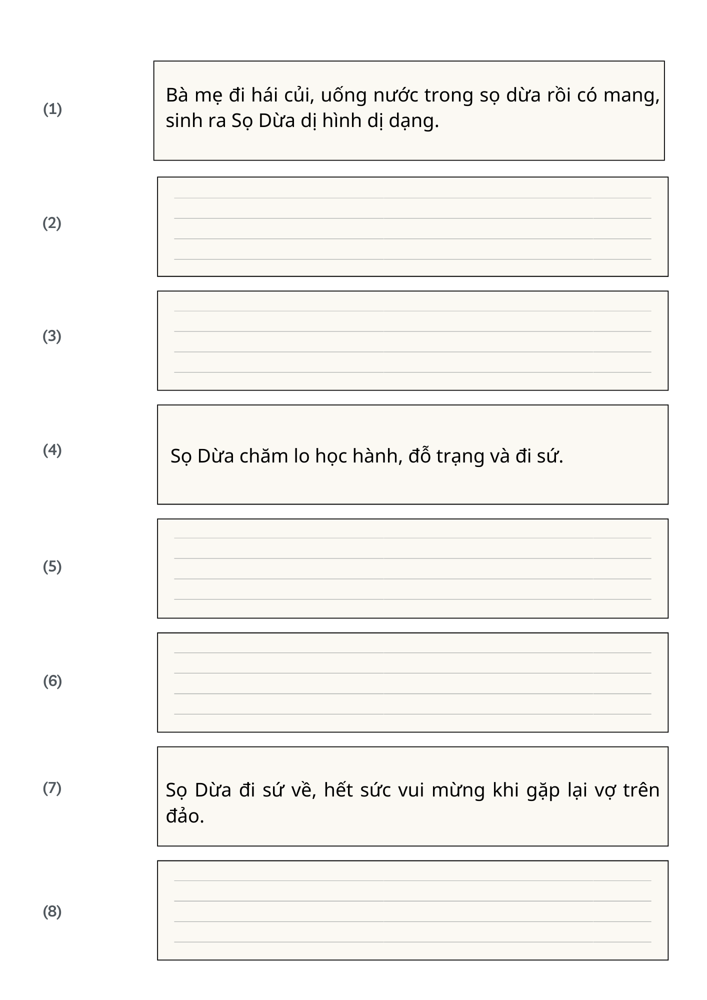 (1)
Bà mẹ đi hái củi, uống nước trong sọ dừa rồi có mang,
sinh ra Sọ Dừa dị hình dị dạng.
(2)
(3)
(4)
Sọ Dừa chăm lo học hành, đỗ trạng và đi sứ.
(5)
(6)
(7)
Sọ Dừa đi sứ về, hết sức vui mừng khi gặp lại vợ trên
đảo.
(8)